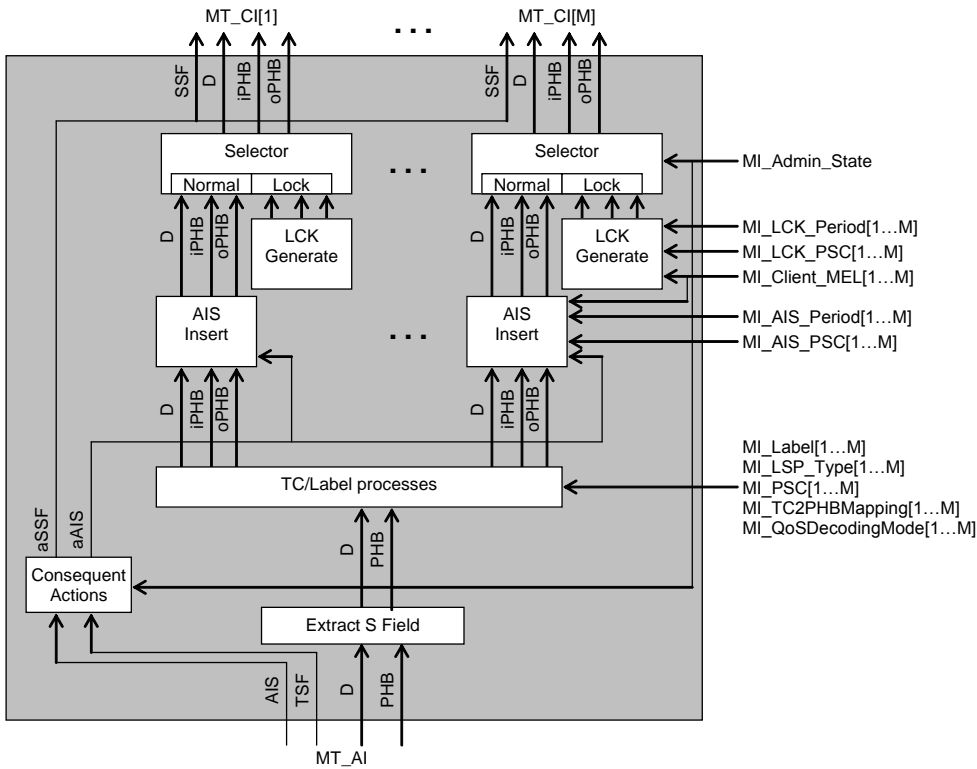 MT_CI[1] ... MT_CI[M]
SSF D iPHB oPHB SSF D iPHB oPHB
Selector ... Selector
MI_Admin_State
Normal Lock Normal Lock
D iPHB oPHB D iPHB oPHB
LCK Generate LCK Generate
MI_LCK_Period[1...M]
MI_LCK_PSC[1...M]
MI_Client_MEL[1...M]
AIS Insert ... AIS Insert
MI_AIS_Period[1...M]
MI_AIS_PSC[1...M]
D iPHB oPHB D iPHB oPHB
MI_Label[1...M]
MI_LSP_Type[1...M]
TC/Label processes
MI_PSC[1...M]
MI_TC2PHBMapping[1...M]
MI_QoSDecodingMode[1...M]
aSSF aAIS
D PHB
Consequent
Actions
Extract S Field
AIS TSF D PHB
MT_AI